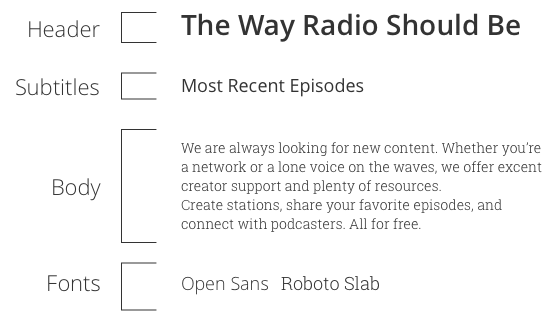 Header
The Way Radio Should Be
Subtitles
Most Recent Episodes
Body
We are always looking for new content. Whether you're
a network or a lone voice on the waves, we offer excent
creator support and plenty of resources.
Create stations, share your favorite episodes, and
connect with podcasters. All for free.
Fonts
Open Sans Roboto Slab